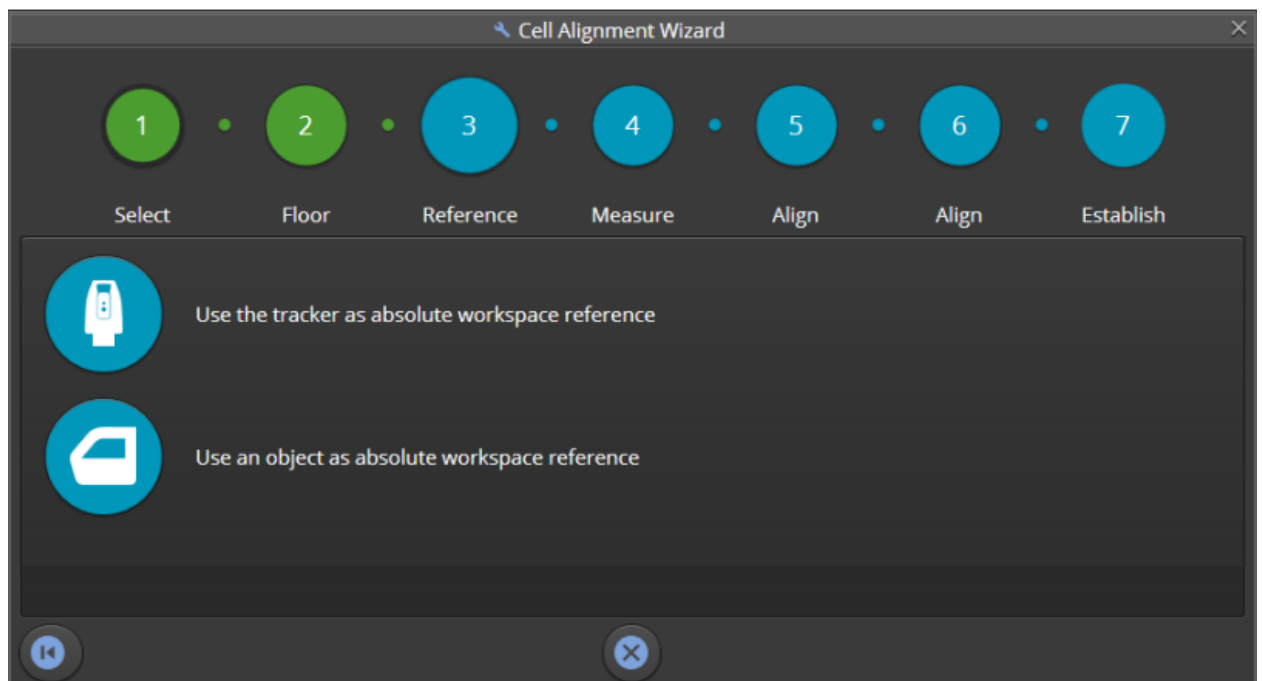 Cell Alignment Wizard
1 2 3 4 5 6 7
Select Floor Reference Measure Align Align Establish
Use the tracker as absolute workspace reference
Use an object as absolute workspace reference